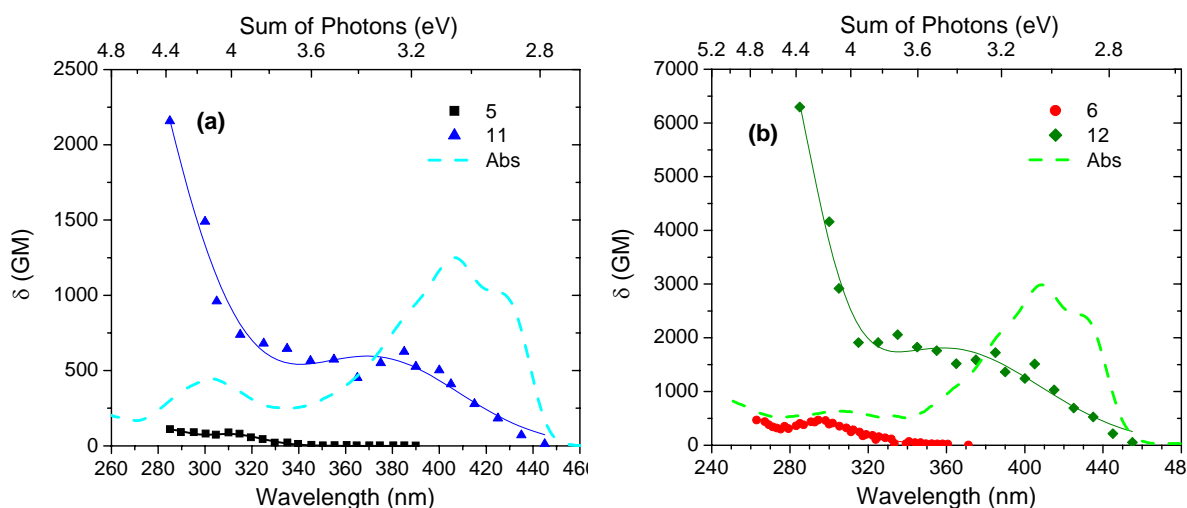 Sum of Photons (eV)
4.8 4.4 4 3.6 3.2 2.8
2500
2000
1500
1000
500
0
δ (GM)
(a)
5
11
Abs
260 280 300 320 340 360 380 400 420 440 460
Wavelength (nm)
Sum of Photons (eV)
5.2 4.8 4.4 4 3.6 3.2 2.8
7000
6000
5000
4000
3000
2000
1000
0
δ (GM)
(b)
6
12
Abs
240 280 320 360 400 440 48
Wavelength (nm)